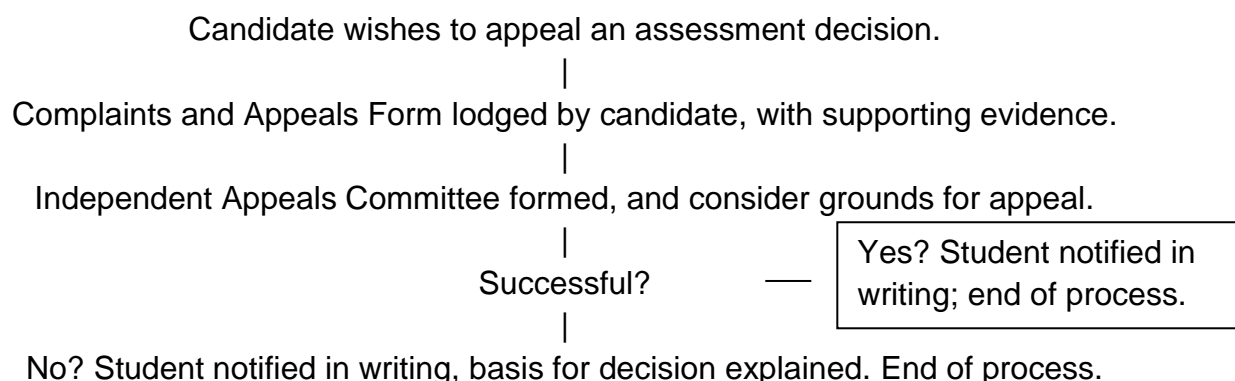 Candidate wishes to appeal an assessment decision.
|
Complaints and Appeals Form lodged by candidate, with supporting evidence.
|
Independent Appeals Committee formed, and consider grounds for appeal.
|
Successful?
Yes? Student notified in
writing; end of process.
|
No? Student notified in writing, basis for decision explained. End of process.